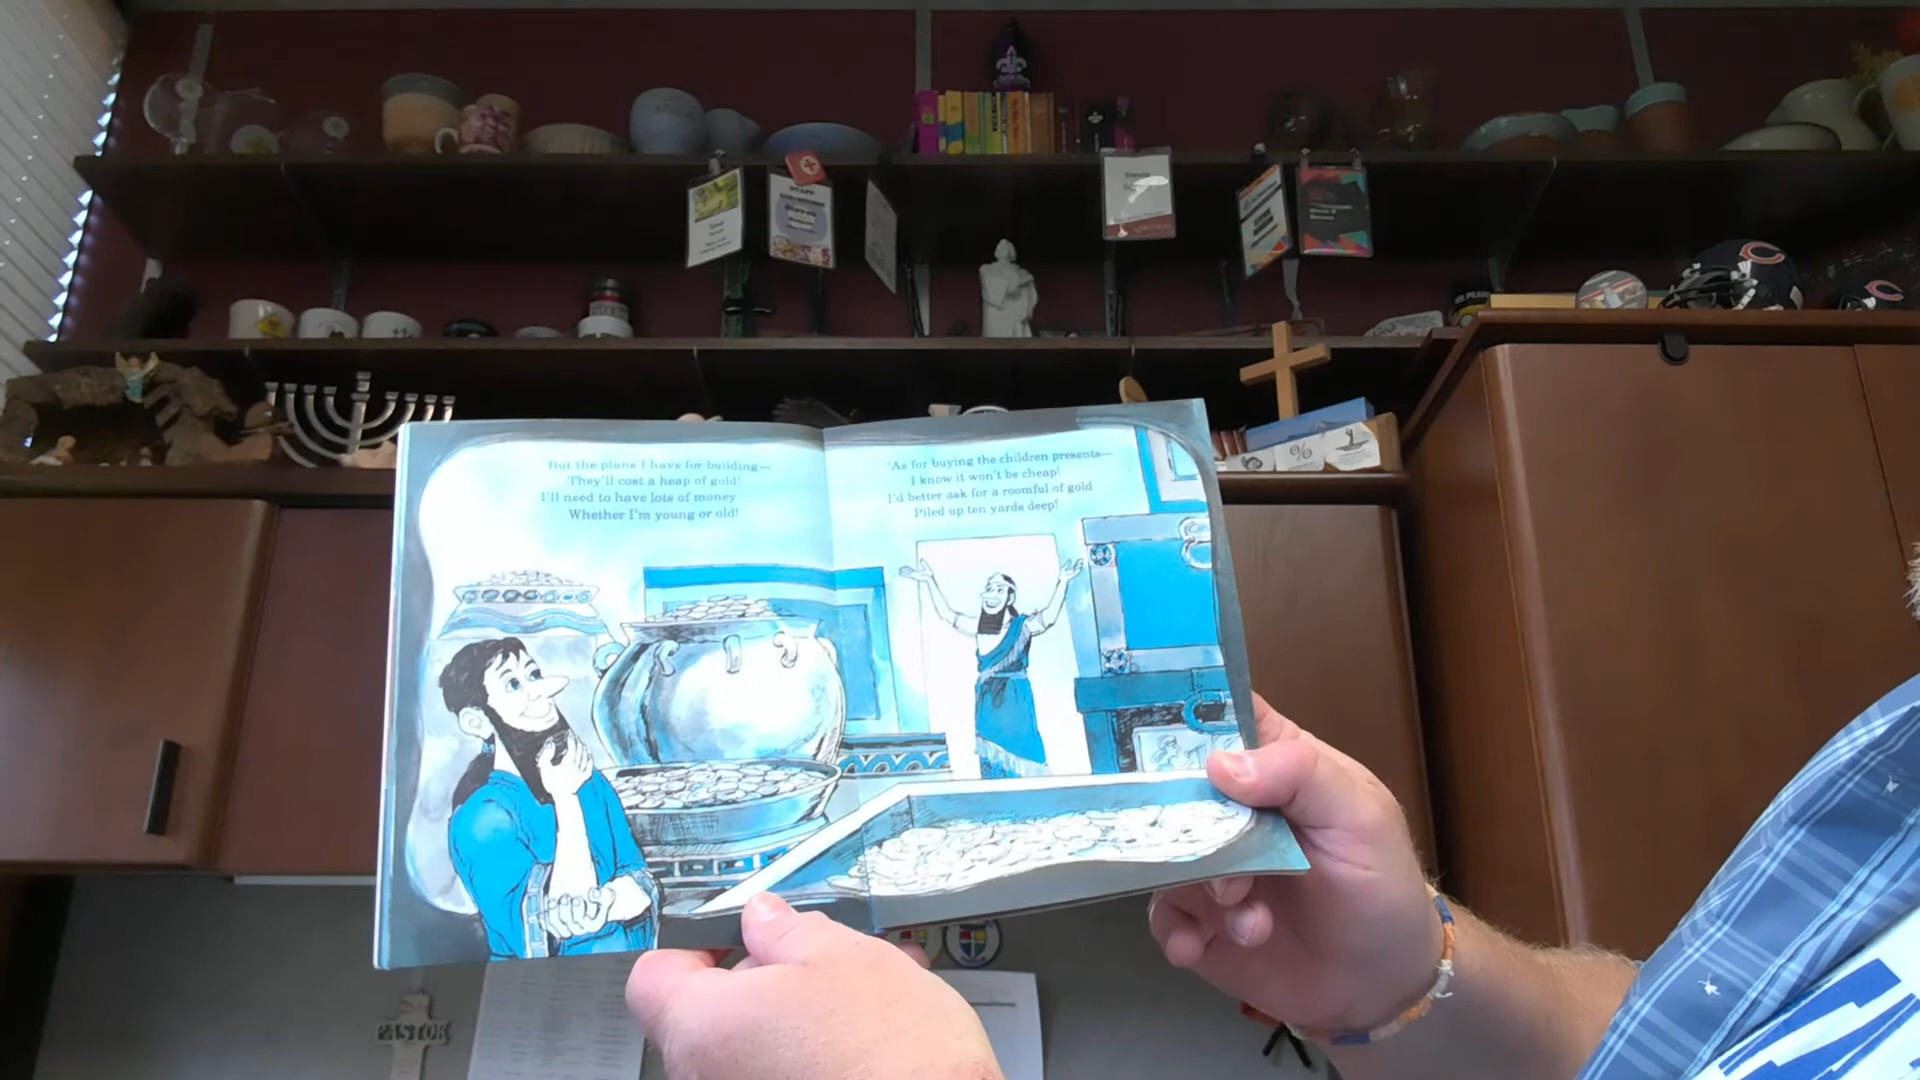 But the plans I have for building—
They'll cost a heap of gold!
I'll need to have lots of money
Whether I'm young or old!
"As for buying the children presents—
I know it won't be cheap!
I'd better ask for a roomful of gold
Piled up ten yards deep!
PASTOR
%